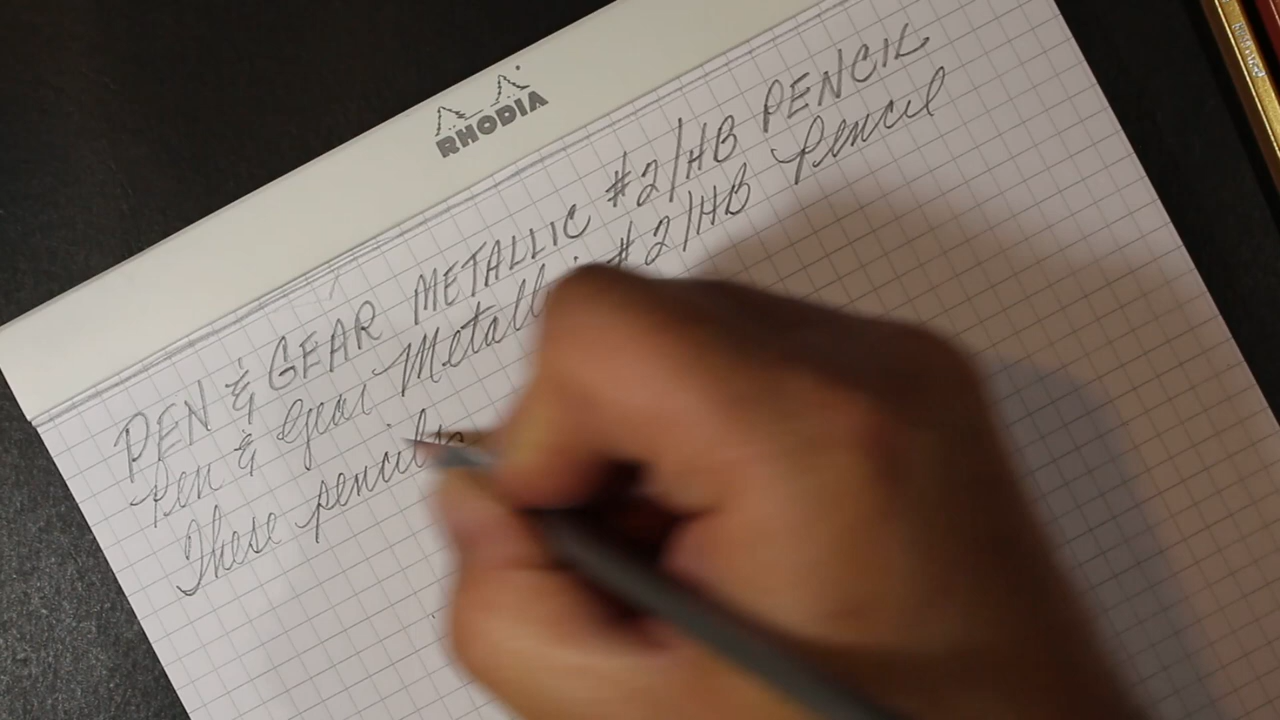 RHODIA
PEN & GEAR METALLIC #2/HB PENCIL
Pen & Gear Metallic #2/HB Pencil
These pencils